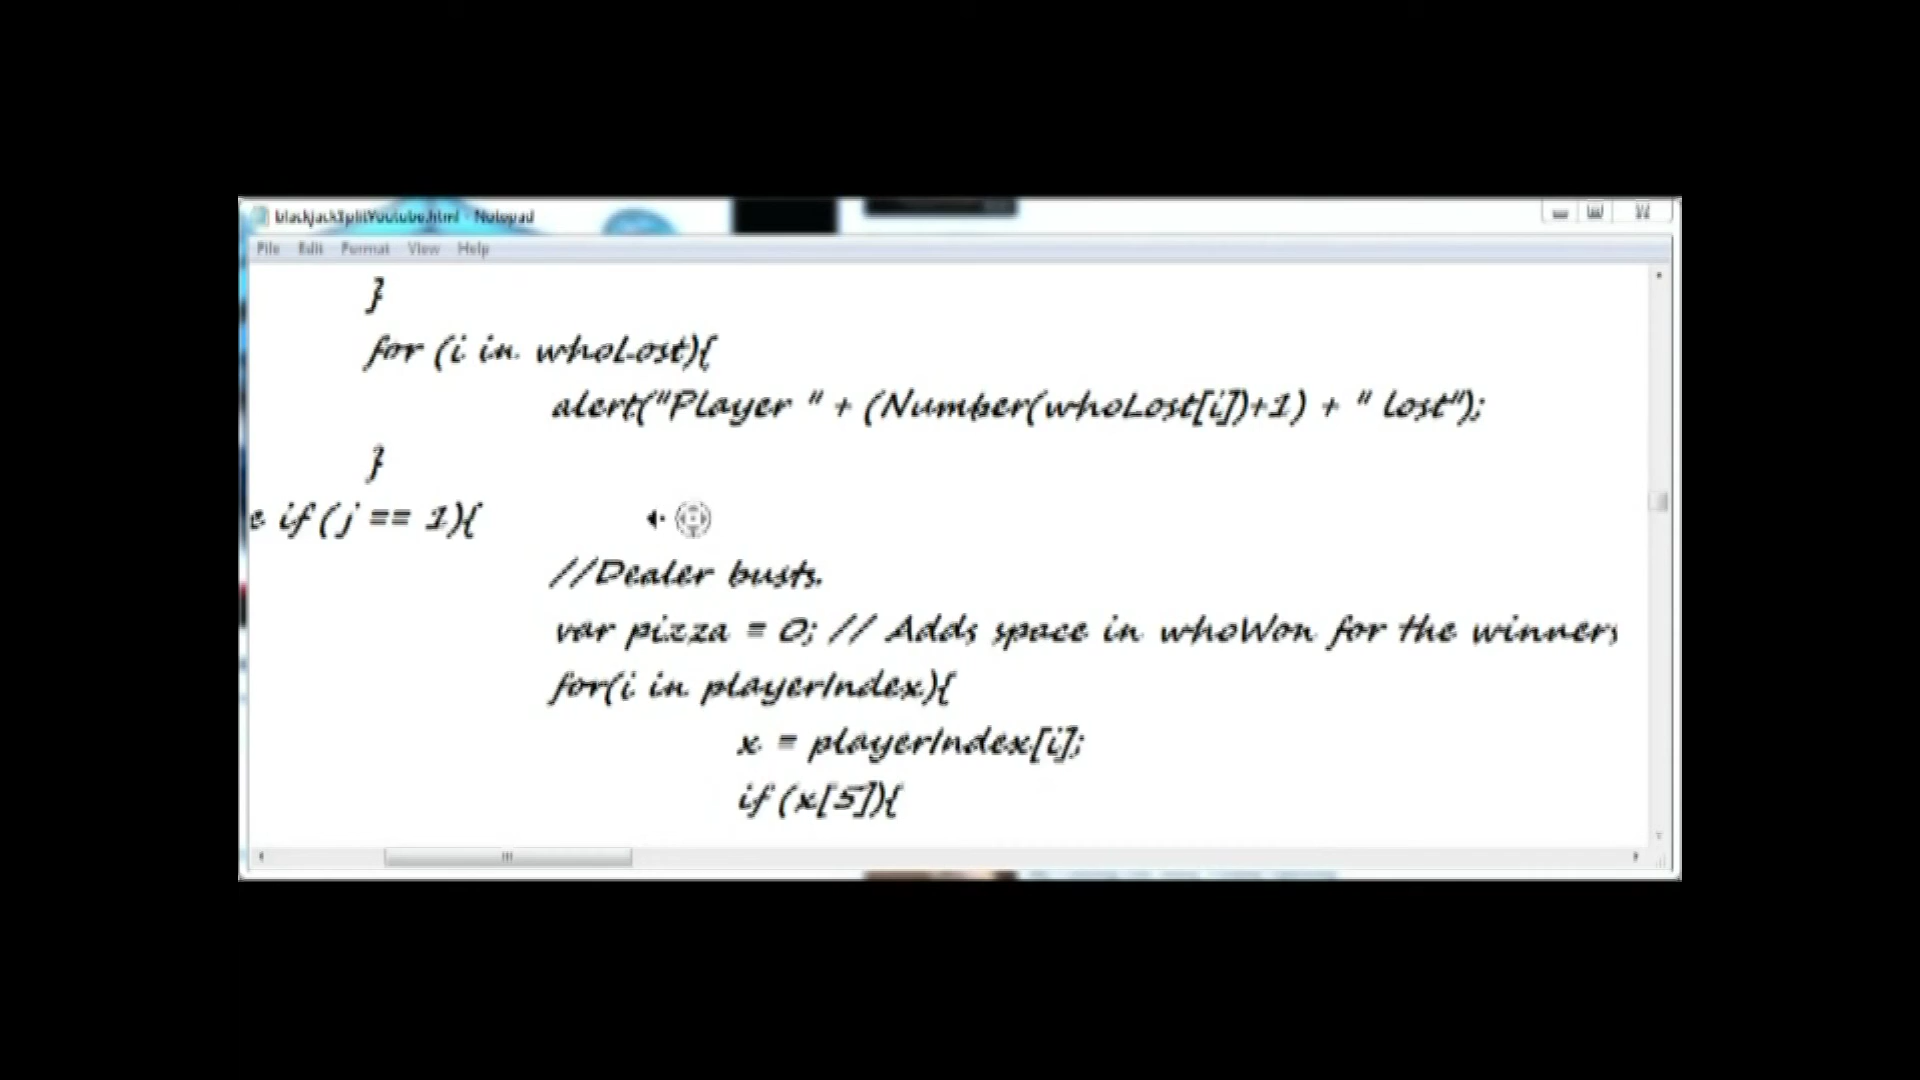 blackjackSplitYoutube.html - Notepad
File Edit Format View Help
}
for (i in whoLost){
alert("Player " + (Number(whoLost[i])+1) + " lost");
}
e if (j == 1){
//Dealer busts.
var pizza = 0; // Adds space in whoWon for the winners
for(i in playerIndex){
x = playerIndex[i];
if (x[5]){